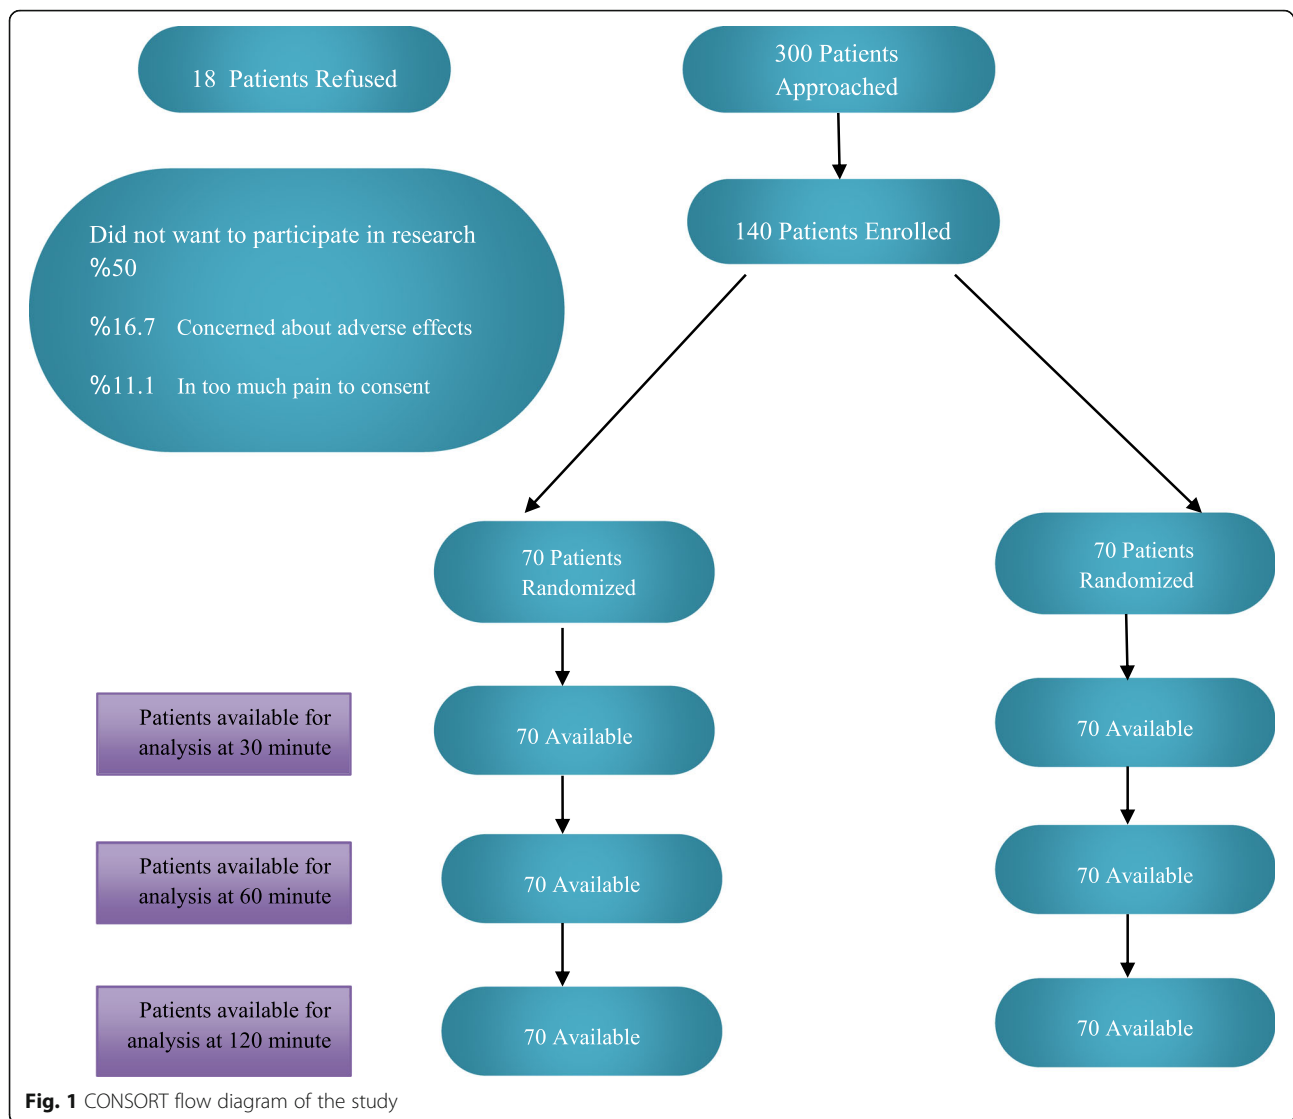 18 Patients Refused
300 Patients
Approached
Did not want to participate in research
%50
%16.7 Concerned about adverse effects
%11.1 In too much pain to consent
140 Patients Enrolled
70 Patients
Randomized
70 Patients
Randomized
Patients available for
analysis at 30 minute
70 Available
70 Available
Patients available for
analysis at 60 minute
70 Available
70 Available
Patients available for
analysis at 120 minute
70 Available
70 Available
Fig. 1 CONSORT flow diagram of the study